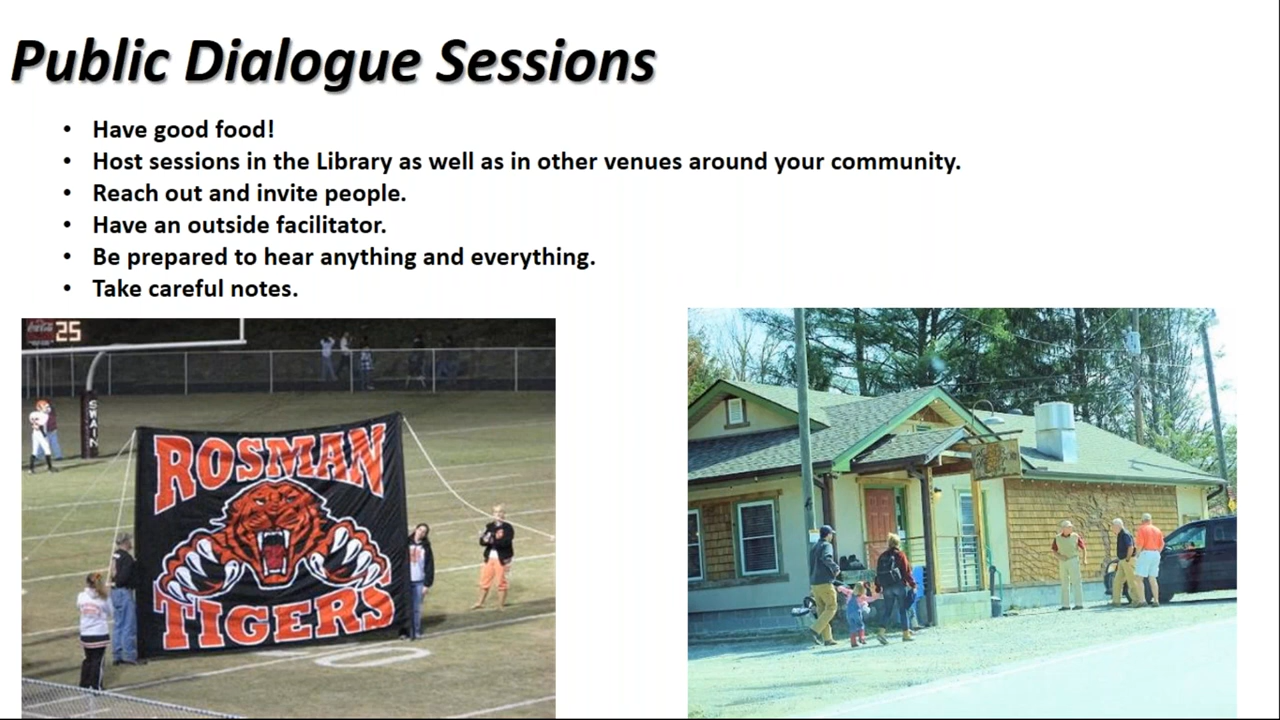 Public Dialogue Sessions
• Have good food!
• Host sessions in the Library as well as in other venues around your community.
• Reach out and invite people.
• Have an outside facilitator.
• Be prepared to hear anything and everything.
• Take careful notes.
Coca-Cola 25
SWAIN
ROSMAN
TIGERS